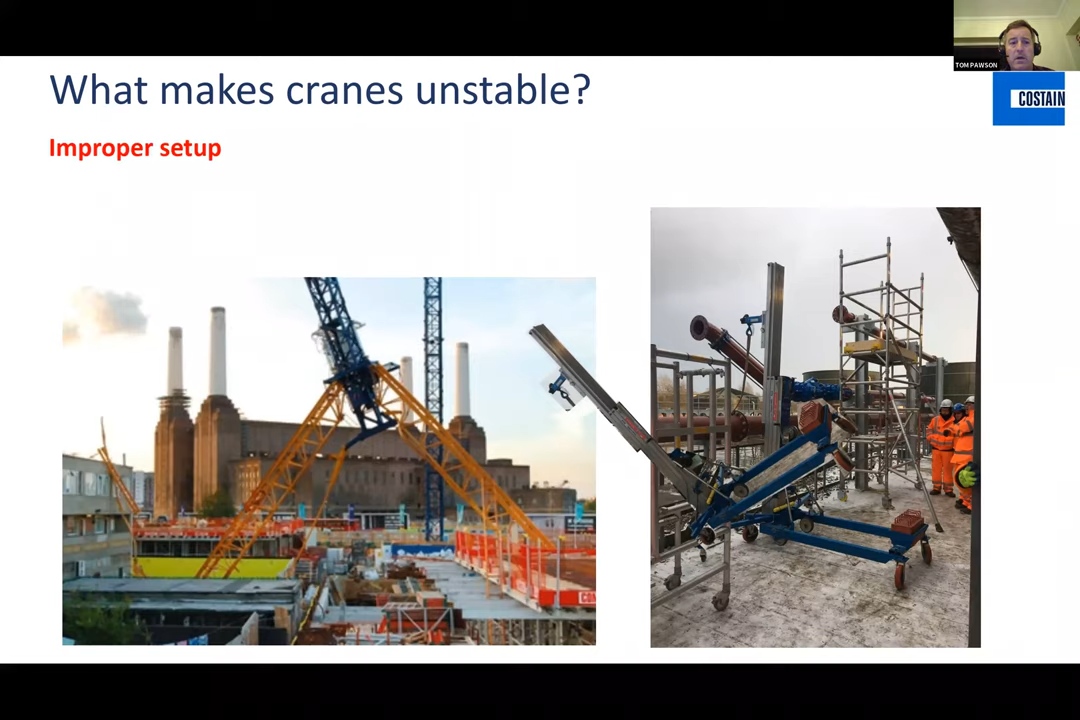 TOM PAWSON
COSTAIN
What makes cranes unstable?
Improper setup